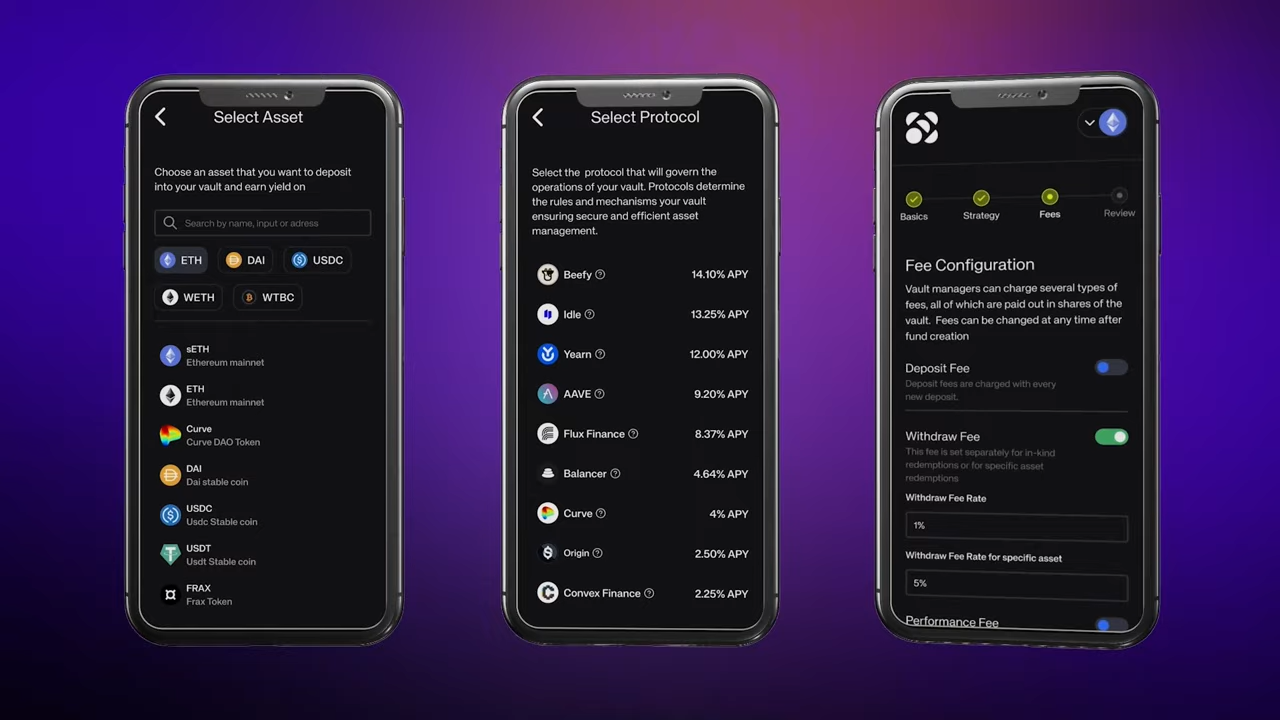 Select Asset
Choose an asset that you want to deposit
into your vault and earn yield on
Search by name, input or adress
ETH
DAI
USDC
WETH
WTBC
sETH
Ethereum mainnet
ETH
Ethereum mainnet
Curve
Curve DAO Token
DAI
Dai stable coin
USDC
Usdc Stable coin
USDT
Usdt Stable coin
FRAX
Frax Token
Select Protocol
Select the protocol that will govern the
operations of your vault. Protocols determine
the rules and mechanisms your vault
ensuring secure and efficient asset
management.
Beefy 14.10% APY
Idle 13.25% APY
Yearn 12.00% APY
AAVE 9.20% APY
Flux Finance 8.37% APY
Balancer 4.64% APY
Curve 4% APY
Origin 2.50% APY
Convex Finance 2.25% APY
Basics
Strategy
Fees
Review
Fee Configuration
Vault managers can charge several types of
fees, all of which are paid out in shares of the
vault. Fees can be changed at any time after
fund creation
Deposit Fee
Deposit fees are charged with every
new deposit.
Withdraw Fee
This fee is set separately for in-kind
redemptions or for specific asset
redemptions
Withdraw Fee Rate
1%
Withdraw Fee Rate for specific asset
5%
Performance Fee